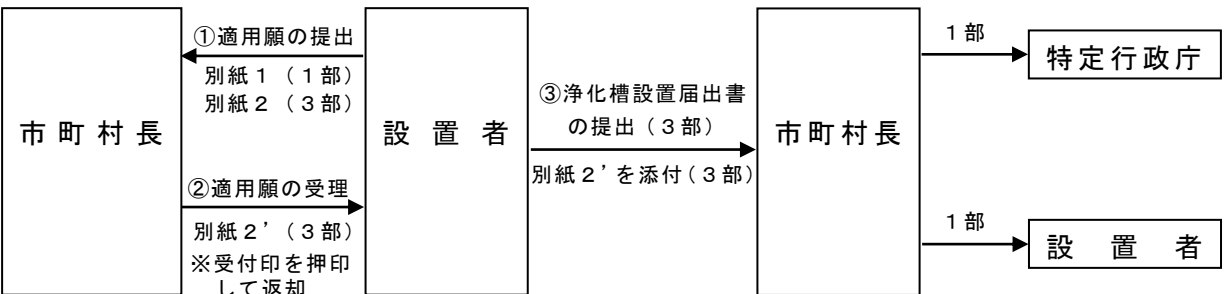 市町村長
①適用願の提出
別紙１（１部）
別紙２（３部）
②適用願の受理
別紙２’（３部）
※受付印を押印
して返却
設置者
③浄化槽設置届出書
の提出（３部）
別紙２’を添付（３部）
市町村長
１部
特定行政庁
１部
設置者